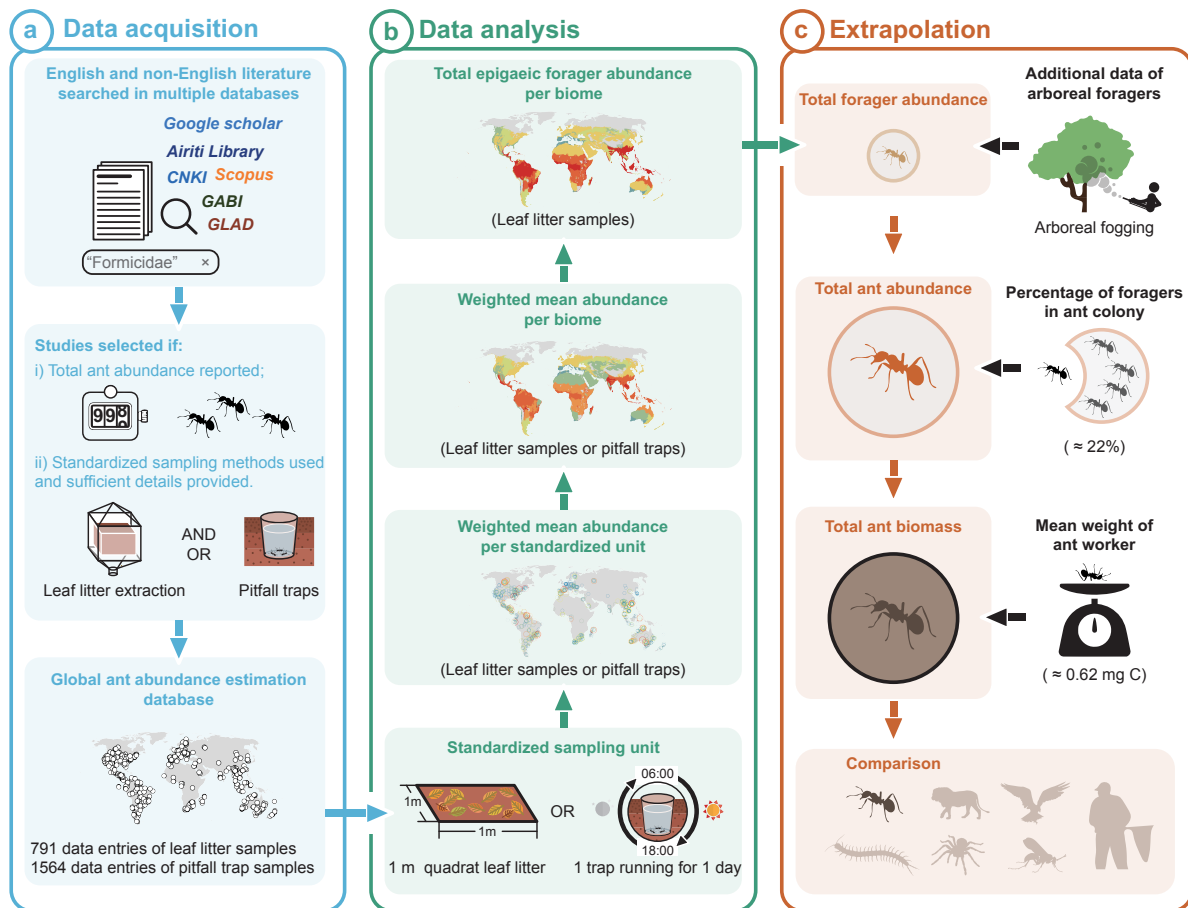 a Data acquisition
English and non-English literature
searched in multiple databases
Google scholar
Airiti Library
CNKI Scopus
GABI
GLAD
“Formicidae” ×
Studies selected if:
i) Total ant abundance reported;
998
ii) Standardized sampling methods used
and sufficient details provided.
AND
OR
Leaf litter extraction
Pitfall traps
Global ant abundance estimation
database
791 data entries of leaf litter samples
1564 data entries of pitfall trap samples
b Data analysis
Total epigaeic forager abundance
per biome
(Leaf litter samples)
Weighted mean abundance
per biome
(Leaf litter samples or pitfall traps)
Weighted mean abundance
per standardized unit
(Leaf litter samples or pitfall traps)
Standardized sampling unit
1m
1m
OR
06:00
18:00
1 m quadrat leaf litter
1 trap running for 1 day
c Extrapolation
Total forager abundance
Additional data of
arboreal foragers
Arboreal fogging
Total ant abundance
Percentage of foragers
in ant colony
( ≈ 22%)
Total ant biomass
Mean weight of
ant worker
( ≈ 0.62 mg C)
Comparison